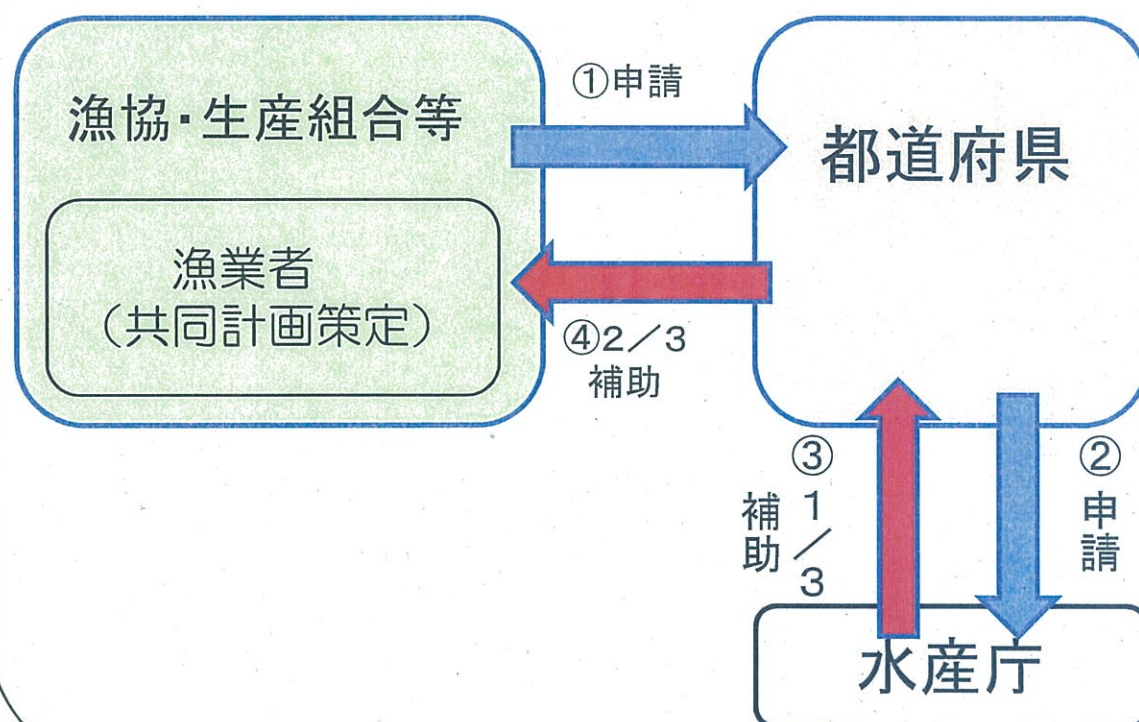 漁協・生産組合等
漁業者
（共同計画策定）
①申請
都道府県
④2／3
補助
③
1／3
補助
②
申請
水産庁